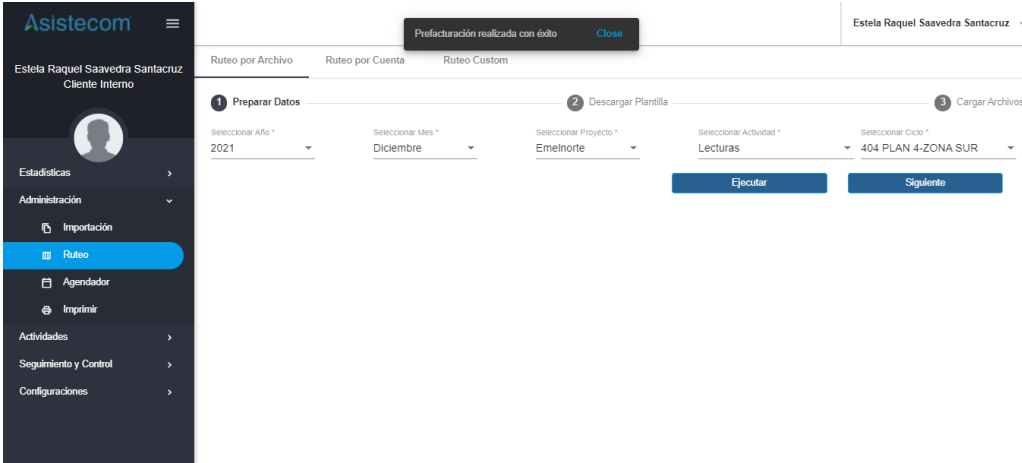 Asistecom
Prefacturación realizada con éxito Close
Estela Raquel Saavedra Santacruz
Estela Raquel Saavedra Santacruz
Cliente Interno
Ruteo por Archivo Ruteo por Cuenta Ruteo Custom
1 Preparar Datos 2 Descargar Plantilla 3 Cargar Archivos
Seleccionar Año * Seleccionar Mes * Seleccionar Proyecto * Seleccionar Actividad * Seleccionar Ciclo *
2021 Diciembre Emelnorte Lecturas 404 PLAN 4-ZONA SUR
Ejecutar Siguiente
Estadísticas
Administración
Importación
Ruteo
Agendador
Imprimir
Actividades
Seguimiento y Control
Configuraciones